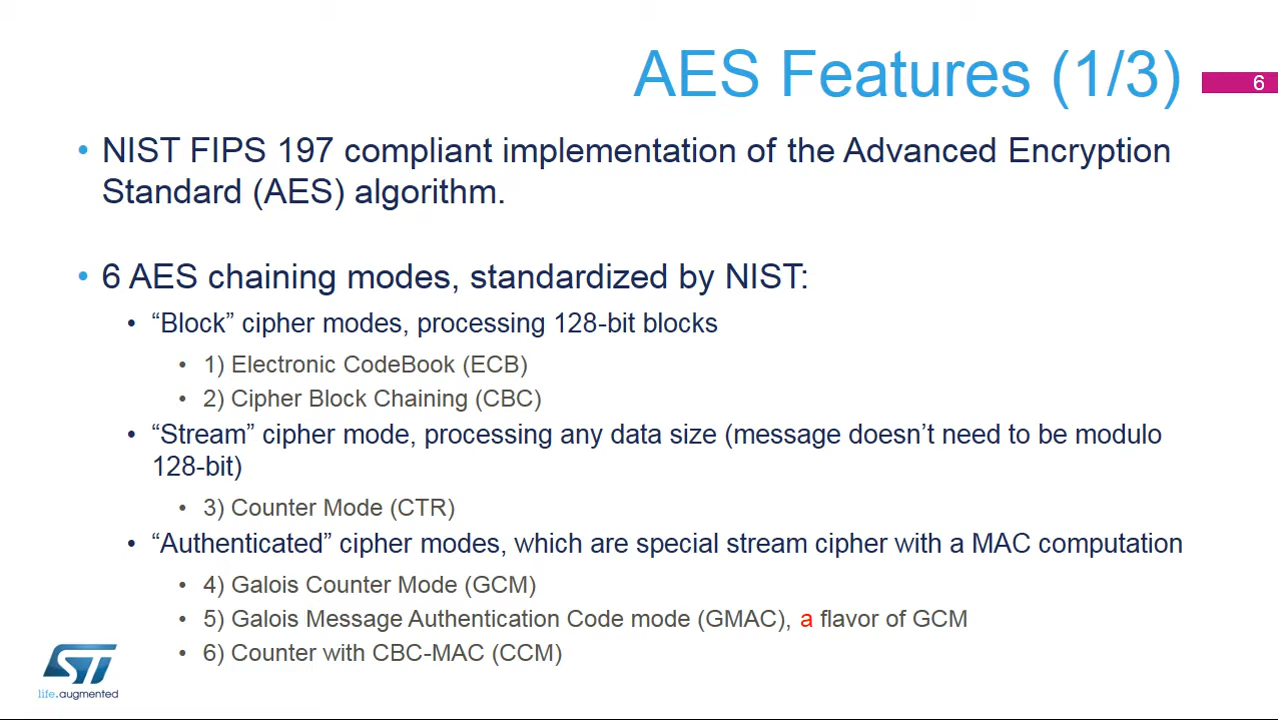 AES Features (1/3)
6
• NIST FIPS 197 compliant implementation of the Advanced Encryption
Standard (AES) algorithm.
• 6 AES chaining modes, standardized by NIST:
• “Block” cipher modes, processing 128-bit blocks
• 1) Electronic CodeBook (ECB)
• 2) Cipher Block Chaining (CBC)
• “Stream” cipher mode, processing any data size (message doesn’t need to be modulo
128-bit)
• 3) Counter Mode (CTR)
• “Authenticated” cipher modes, which are special stream cipher with a MAC computation
• 4) Galois Counter Mode (GCM)
• 5) Galois Message Authentication Code mode (GMAC), a flavor of GCM
• 6) Counter with CBC-MAC (CCM)
ST
life.augmented